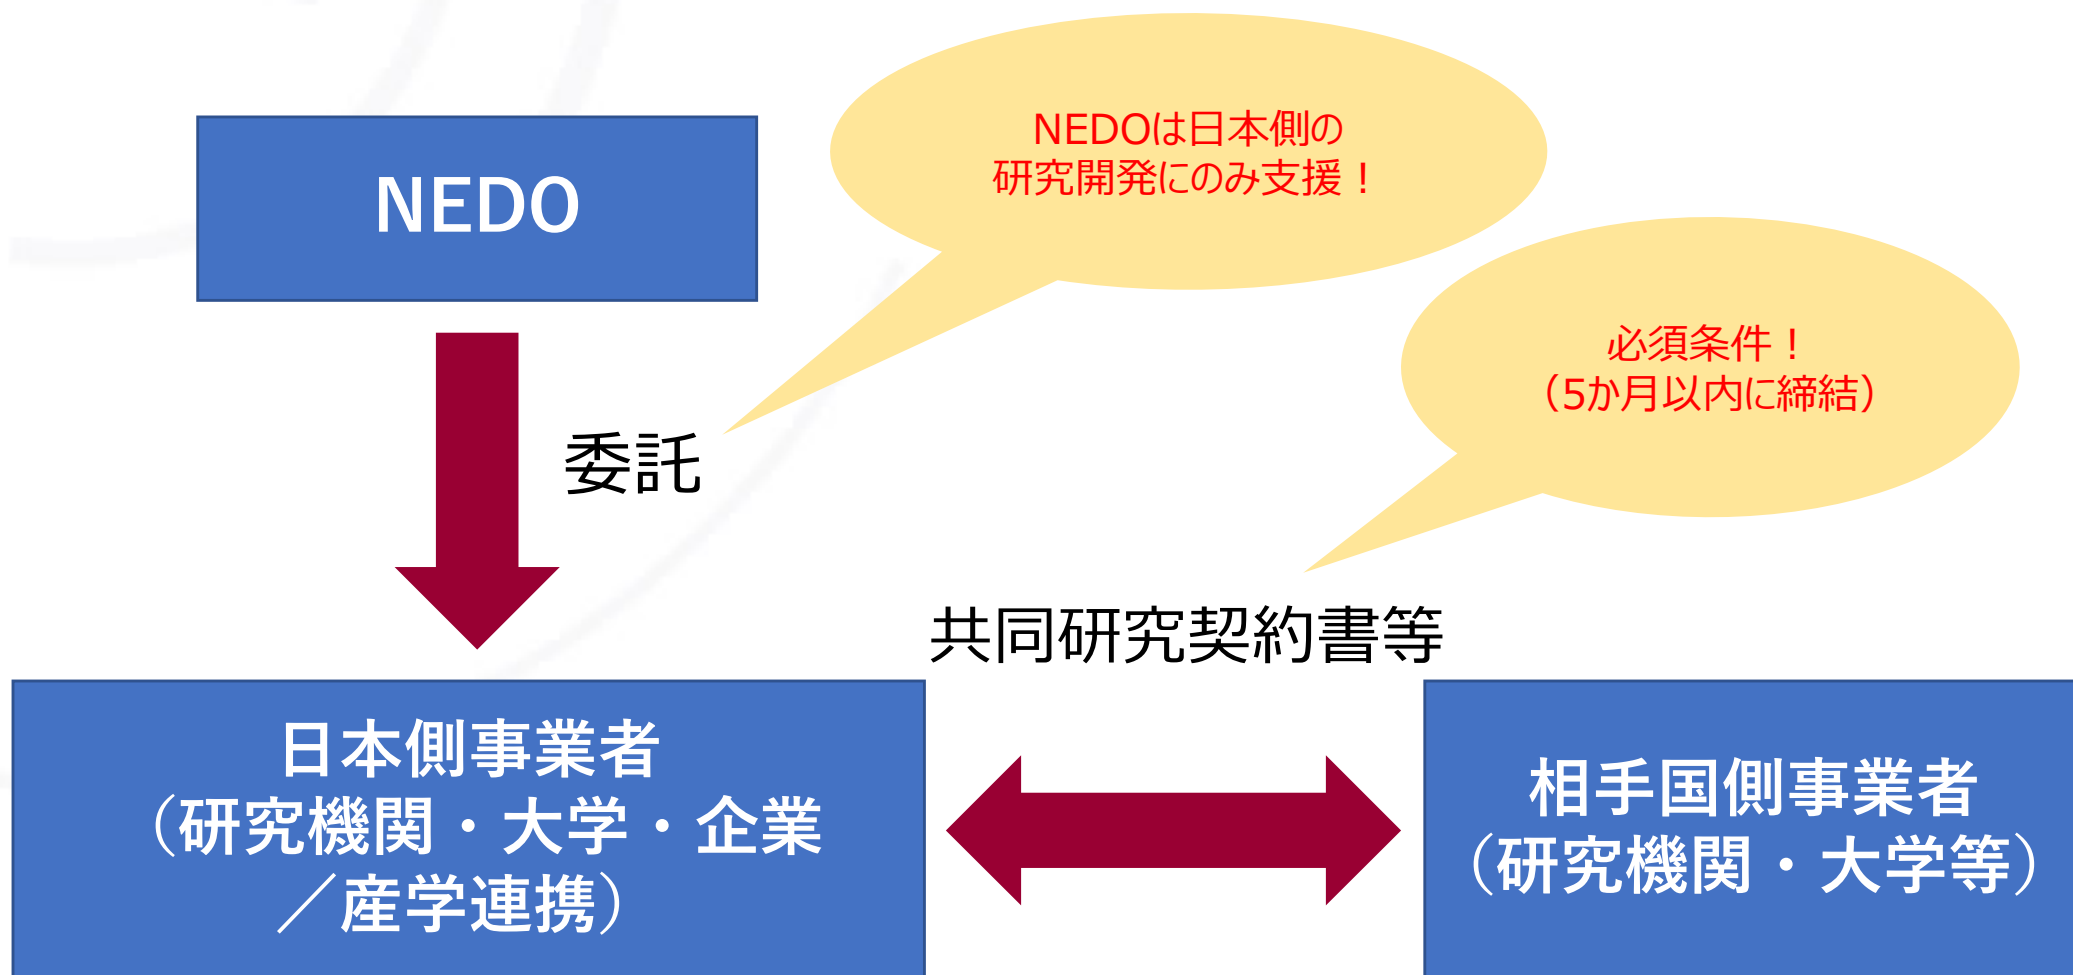 NEDO
NEDOは日本側の
研究開発にのみ支援！
必須条件！
（5か月以内に締結）
委託
共同研究契約書等
日本側事業者
（研究機関・大学・企業
／産学連携）
相手国側事業者
（研究機関・大学等）